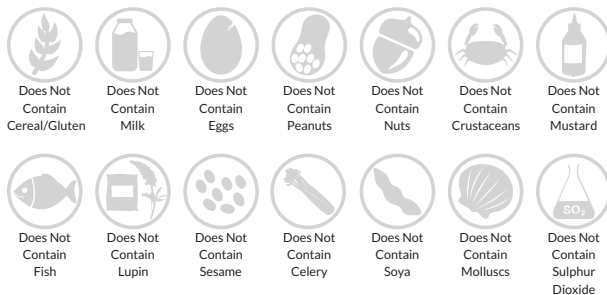 Does Not
Contain
Cereal/Gluten
Does Not
Contain
Milk
Does Not
Contain
Eggs
Does Not
Contain
Peanuts
Does Not
Contain
Nuts
Does Not
Contain
Crustaceans
Does Not
Contain
Mustard
Does Not
Contain
Fish
Does Not
Contain
Lupin
Does Not
Contain
Sesame
Does Not
Contain
Celery
Does Not
Contain
Soya
Does Not
Contain
Molluscs
SO₂
Does Not
Contain
Sulphur
Dioxide